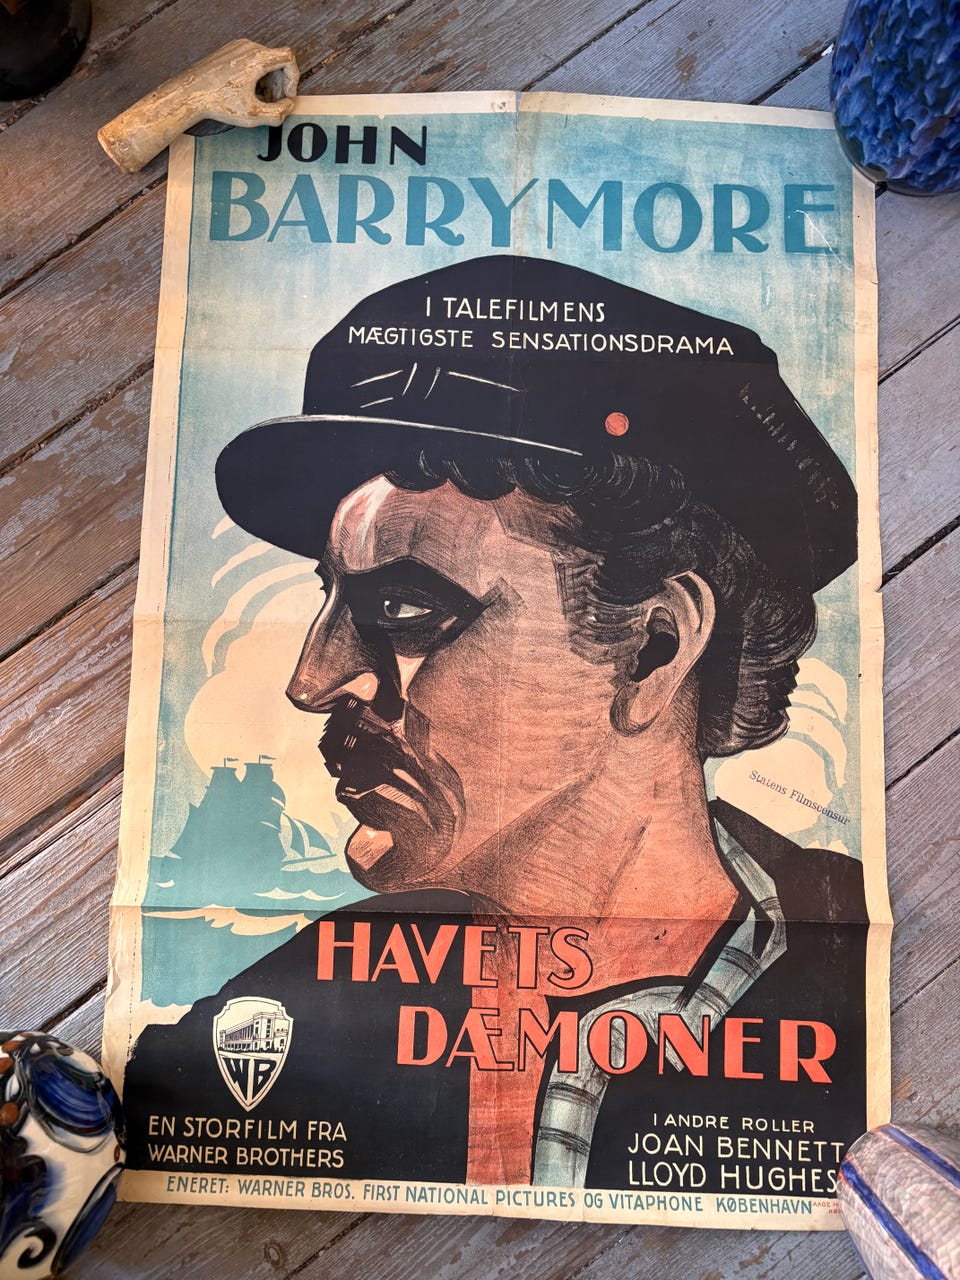 JOHN
BARRYMORE
I TALEFILMENS
MÆGTIGSTE SENSATIONSDRAMA
Statens Filmscensur
HAVETS
DÆMONER
WB
EN STORFILM FRA
WARNER BROTHERS
I ANDRE ROLLER
JOAN BENNETT
LLOYD HUGHES
ENERET: WARNER BROS. FIRST NATIONAL PICTURES OG VITAPHONE KØBENHAVN